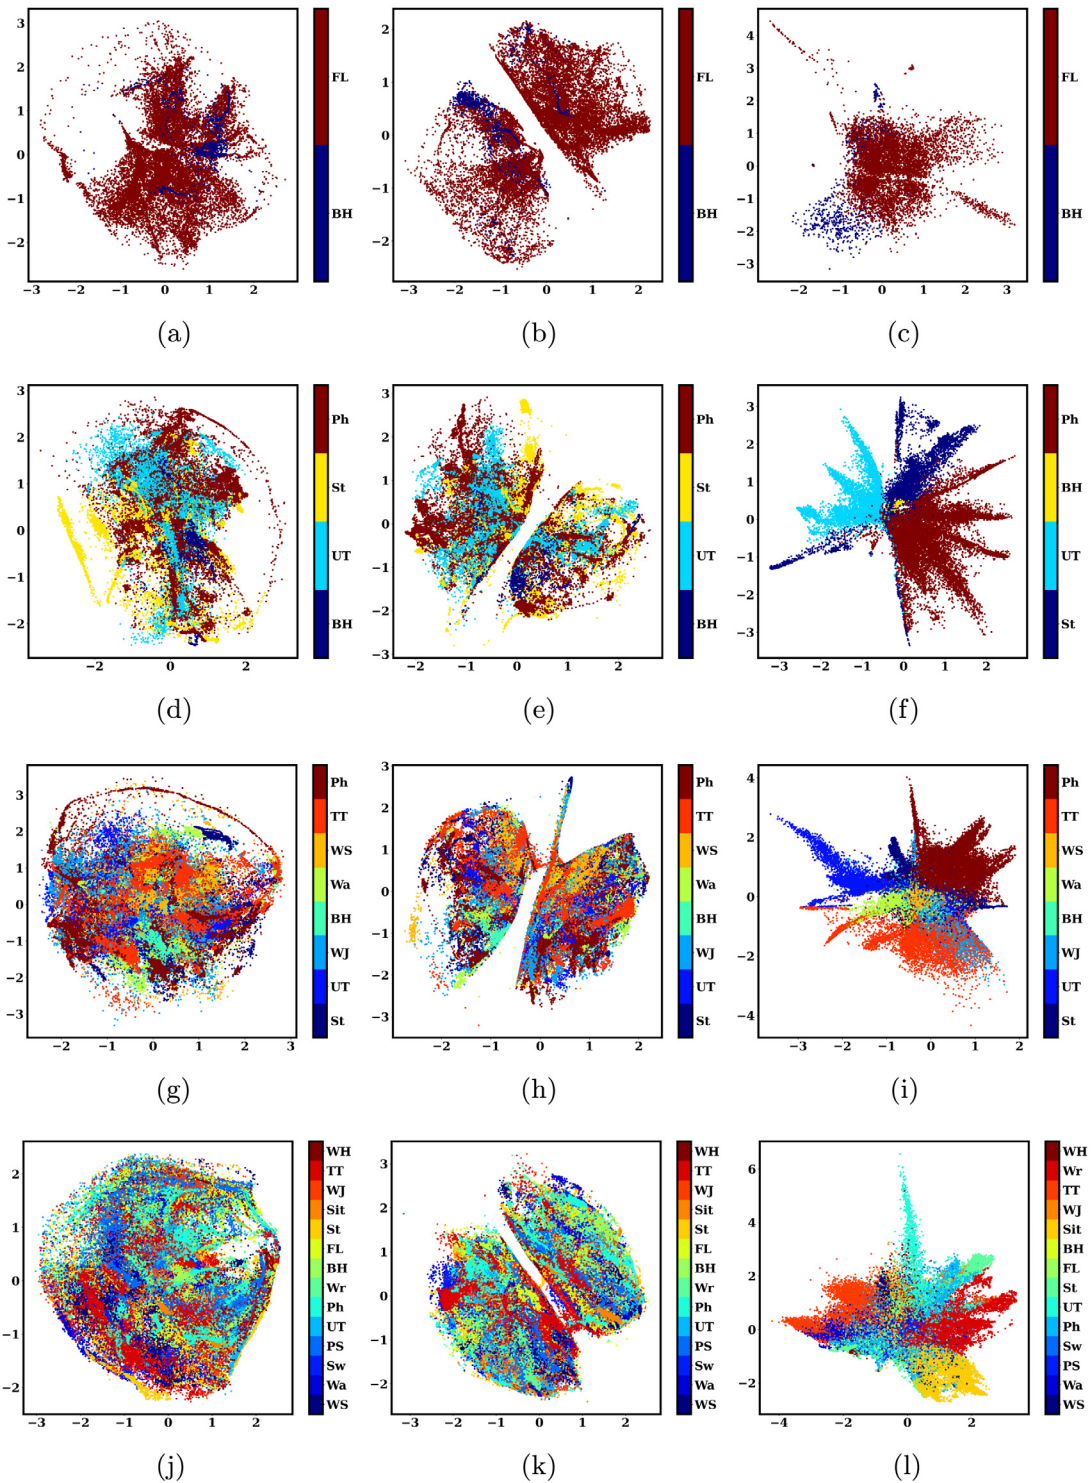 3
2
1
0
−1
−2
−3 −2 −1 0 1 2
FL
BH
(a)
2
1
0
−1
−2
−3 −2 −1 0 1 2
FL
BH
(b)
4
3
2
1
0
−1
−2
−3
−2 −1 0 1 2 3
FL
BH
(c)
3
2
1
0
−1
−2
−2 0 2
Ph
St
UT
BH
(d)
3
2
1
0
−1
−2
−3
−2 −1 0 1 2
Ph
St
UT
BH
(e)
3
2
1
0
−1
−2
−3
−3 −2 −1 0 1 2
Ph
BH
UT
St
(f)
3
2
1
0
−1
−2
−3
−2 −1 0 1 2 3
Ph
TT
WS
Wa
BH
WJ
UT
St
(g)
3
2
1
0
−1
−2
−3
−2 −1 0 1 2
Ph
TT
WS
Wa
BH
WJ
UT
St
(h)
4
2
0
−2
−4
−3 −2 −1 0 1 2
Ph
TT
WS
Wa
BH
WJ
UT
St
(i)
2
1
0
−1
−2
−3 −2 −1 0 1 2
WH
TT
WJ
Sit
St
FL
BH
Wr
Ph
UT
PS
Sw
Wa
WS
(j)
3
2
1
0
−1
−2
−3 −2 −1 0 1 2
WH
TT
WJ
Sit
St
FL
BH
Wr
Ph
UT
PS
Sw
Wa
WS
(k)
6
4
2
0
−2
−4 −2 0 2
WH
Wr
TT
WJ
Sit
BH
FL
St
UT
Ph
Sw
PS
Wa
WS
(l)